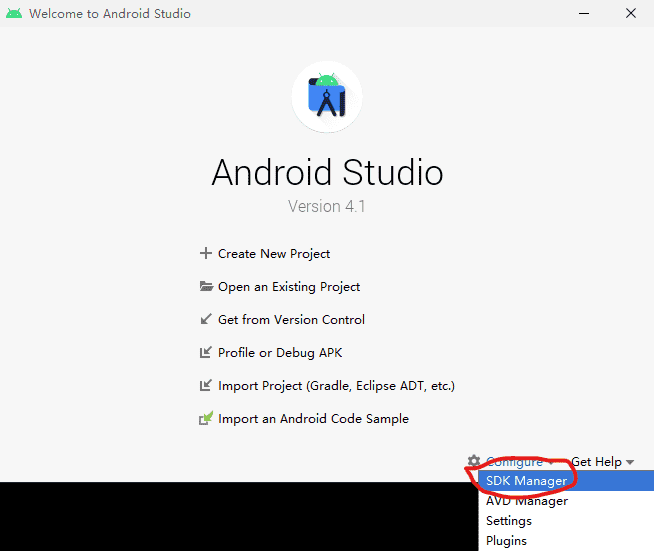 Welcome to Android Studio
Android Studio
Version 4.1
Create New Project
Open an Existing Project
Get from Version Control
Profile or Debug APK
Import Project (Gradle, Eclipse ADT, etc.)
Import an Android Code Sample
Configure Get Help
SDK Manager
AVD Manager
Settings
Plugins